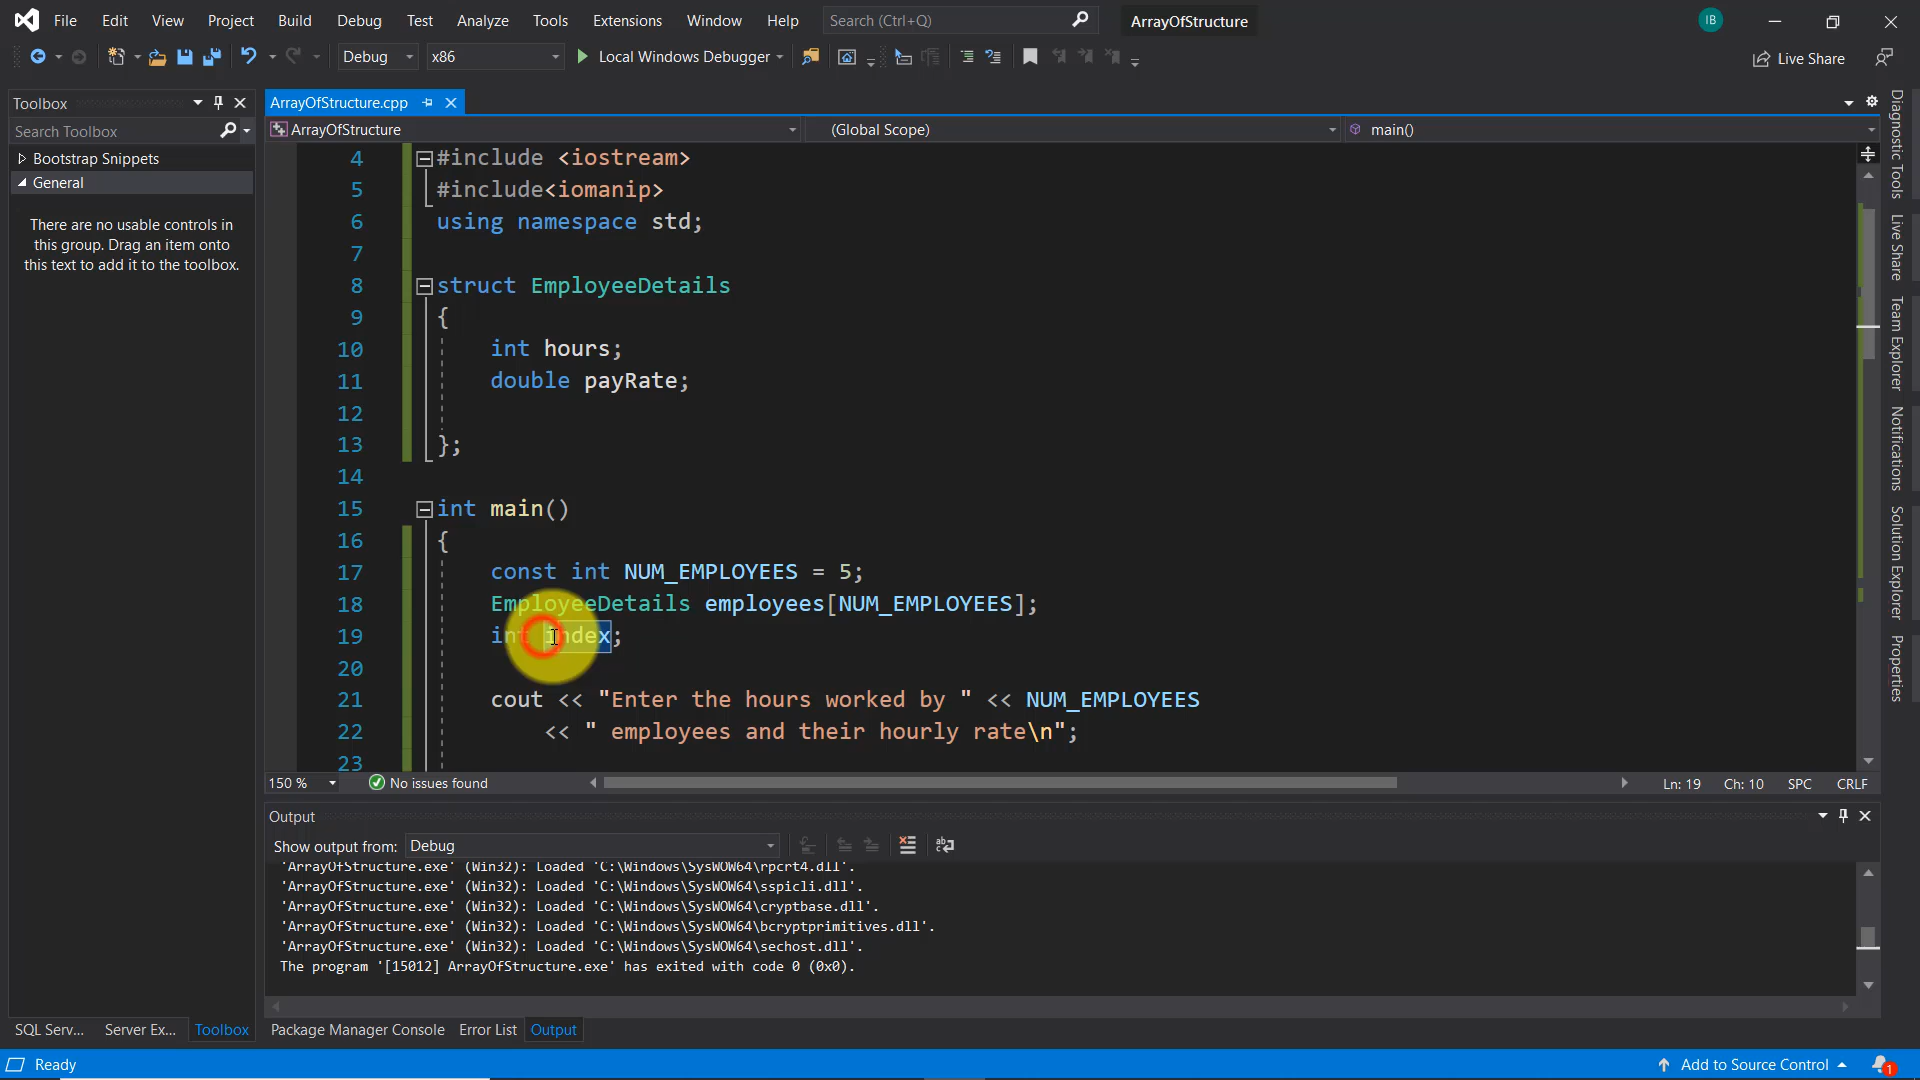 File Edit View Project Build Debug Test Analyze Tools Extensions Window Help Search (Ctrl+Q) ArrayOfStructure IB
Debug x86 Local Windows Debugger Live Share
Toolbox
Search Toolbox
Bootstrap Snippets
General
There are no usable controls in
this group. Drag an item onto
this text to add it to the toolbox.
ArrayOfStructure.cpp
ArrayOfStructure (Global Scope) main()
4 #include <iostream>
5 #include<iomanip>
6 using namespace std;
7
8 struct EmployeeDetails
9 {
10 int hours;
11 double payRate;
12
13 };
14
15 int main()
16 {
17 const int NUM_EMPLOYEES = 5;
18 EmployeeDetails employees[NUM_EMPLOYEES];
19 int index;
20
21 cout << "Enter the hours worked by " << NUM_EMPLOYEES
22 << " employees and their hourly rate\n";
23
150 % No issues found Ln: 19 Ch: 10 SPC CRLF
Output
Show output from: Debug
'ArrayOfStructure.exe' (Win32): Loaded 'C:\Windows\SysWOW64\rpcrt4.dll'.
'ArrayOfStructure.exe' (Win32): Loaded 'C:\Windows\SysWOW64\sspicli.dll'.
'ArrayOfStructure.exe' (Win32): Loaded 'C:\Windows\SysWOW64\cryptbase.dll'.
'ArrayOfStructure.exe' (Win32): Loaded 'C:\Windows\SysWOW64\bcryptprimitives.dll'.
'ArrayOfStructure.exe' (Win32): Loaded 'C:\Windows\SysWOW64\sechost.dll'.
The program '[15012] ArrayOfStructure.exe' has exited with code 0 (0x0).
SQL Serv... Server Ex... Toolbox Package Manager Console Error List Output
Ready Add to Source Control 1
Diagnostic Tools
Live Share
Team Explorer
Notifications
Solution Explorer
Properties